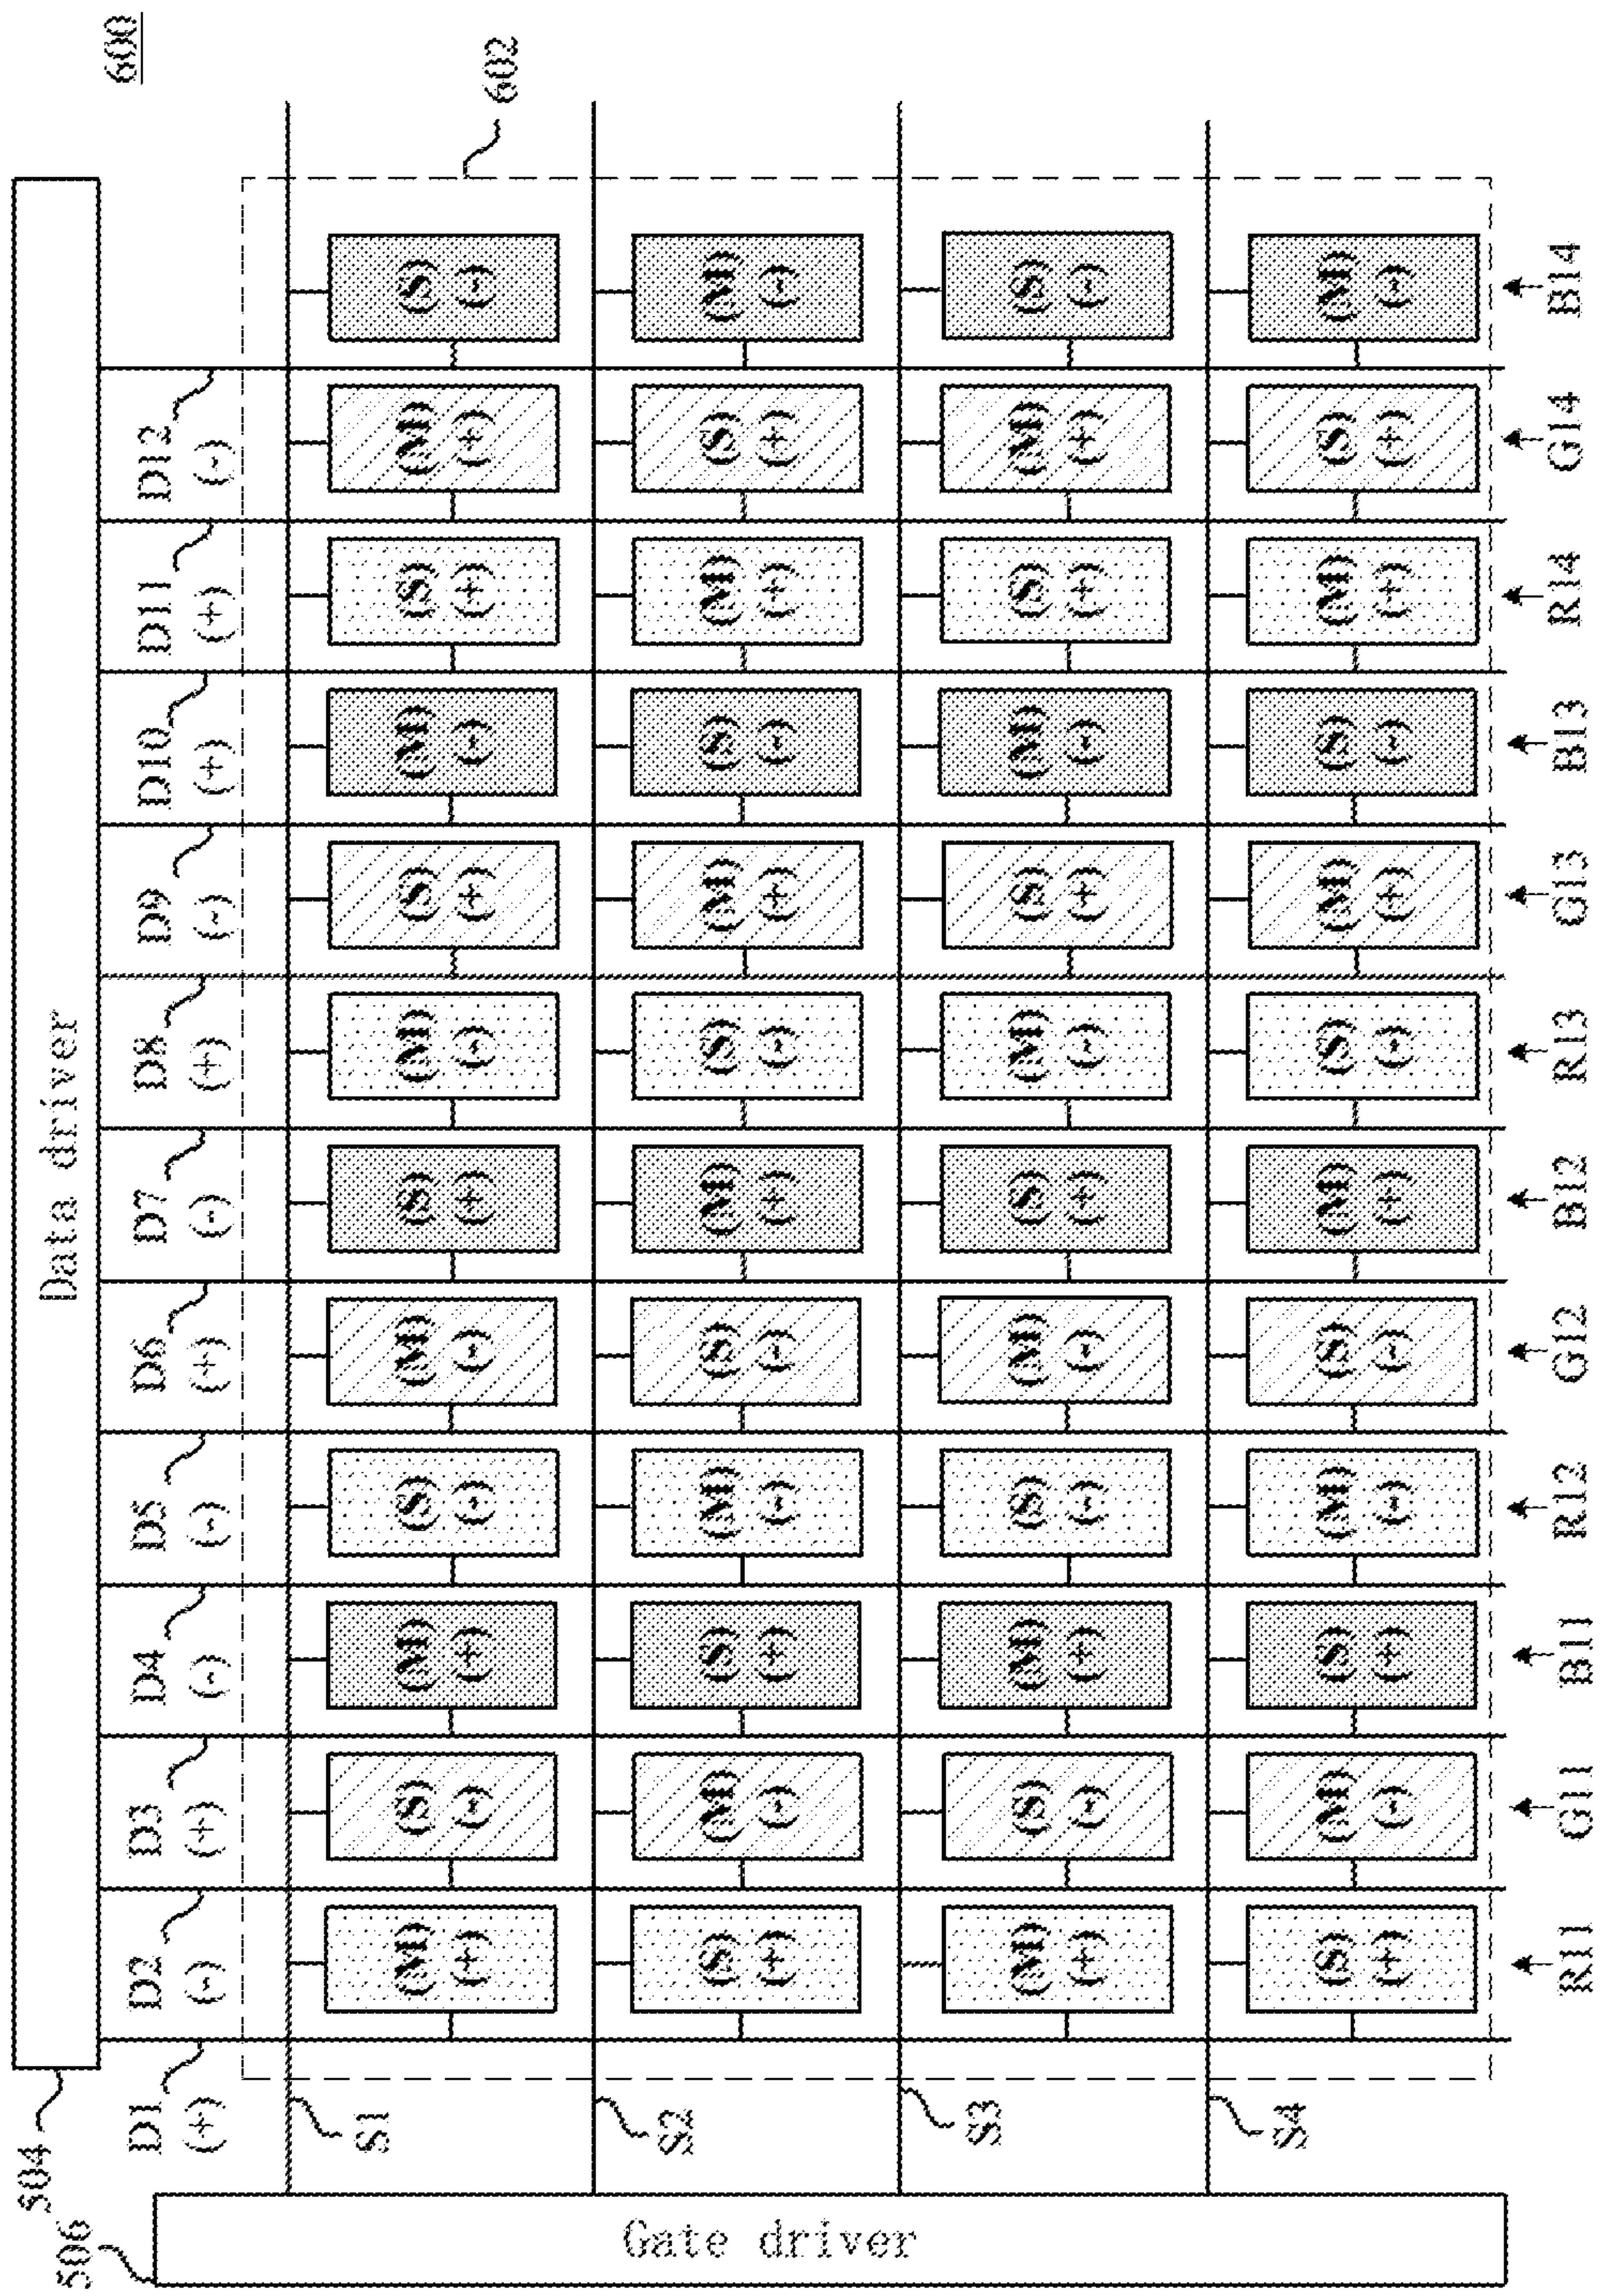 600
504
Data driver
506
D1 D2 D3 D4 D5 D6 D7 D8 D9 D10 D11 D12
(+) (-) (+) (-) (-) (+) (-) (+) (-) (+) (+) (-)
602
S1
(M) (S) (M) (S) (M) (S) (M) (S) (M) (S) (M) (S)
(+) (-) (+) (-) (-) (+) (-) (+) (-) (+) (+) (-)
S2
(S) (M) (S) (M) (S) (M) (S) (M) (S) (M) (S) (M)
(+) (-) (+) (-) (-) (+) (-) (+) (-) (+) (+) (-)
Gate driver
S3
(M) (S) (M) (S) (M) (S) (M) (S) (M) (S) (M) (S)
(+) (-) (+) (-) (-) (+) (-) (+) (-) (+) (+) (-)
S4
(S) (M) (S) (M) (S) (M) (S) (M) (S) (M) (S) (M)
(+) (-) (+) (-) (-) (+) (-) (+) (-) (+) (+) (-)
R11 G11 B11 R12 G12 B12 R13 G13 B13 R14 G14 B14